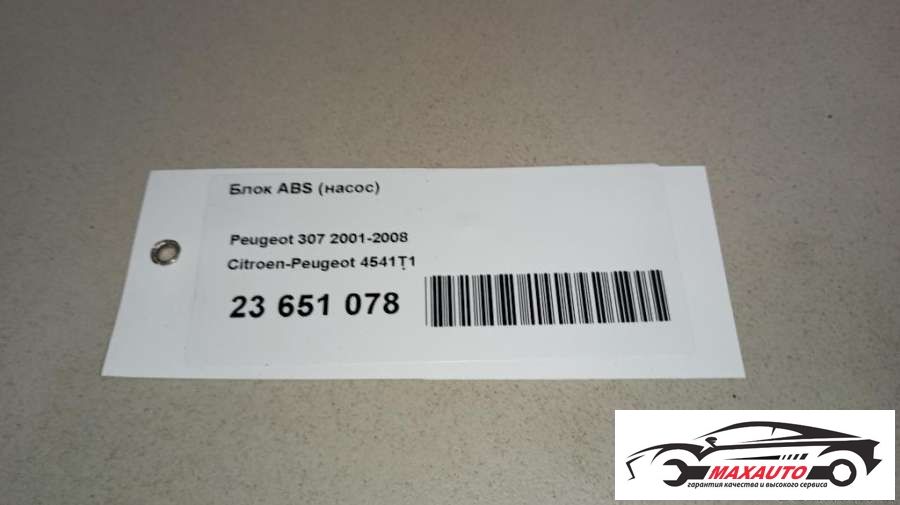 Блок ABS (насос)
Peugeot 307 2001-2008
Citroen-Peugeot 4541T1
23 651 078
MAXAUTO
гарантия качества и высокого сервиса